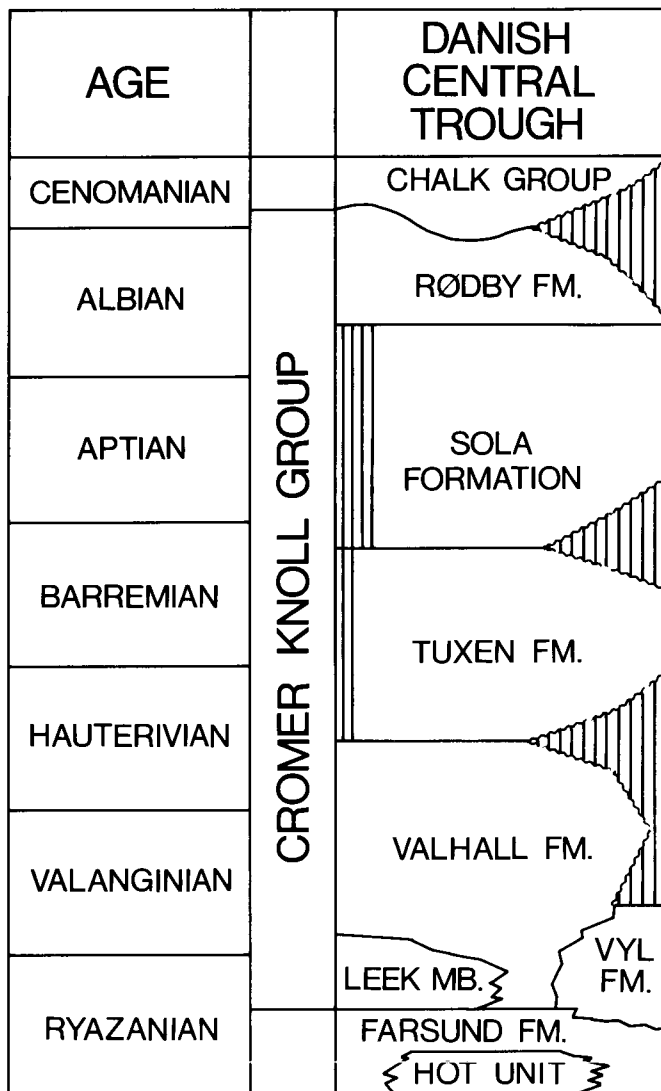 AGE
DANISH
CENTRAL
TROUGH
CENOMANIAN
ALBIAN
APTIAN
BARREMIAN
HAUTERIVIAN
VALANGINIAN
RYAZANIAN
CROMER KNOLL GROUP
CHALK GROUP
RØDBY FM.
SOLA
FORMATION
TUXEN FM.
VALHALL FM.
LEEK MB.
VYL
FM.
FARSUND FM.
HOT UNIT